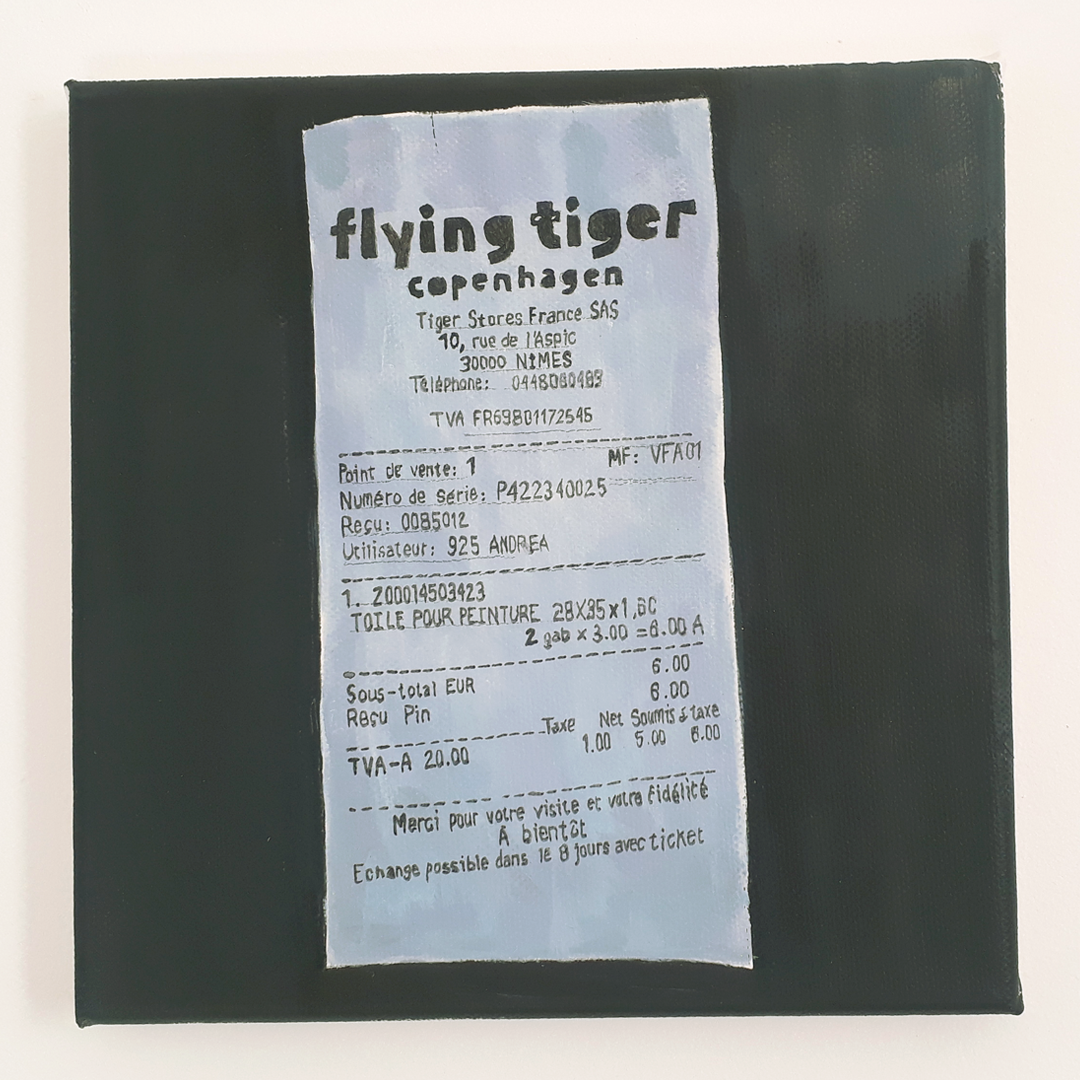 flying tiger
copenhagen
Tiger Stores France SAS
10, rue de l'Aspic
30000 NIMES
Téléphone: 0448060489
TVA FR69801172545
Point de vente: 1 MF: VFA01
Numéro de série: P422340025
Reçu: 0085012
Utilisateur: 925 ANDREA
1. Z00014503423
TOILE POUR PEINTURE 28X35x1,6C
2 gab x 3.00 =6.00 A
6.00
Sous-total EUR
6.00
Reçu Pin
Taxe Net Soumis à taxe
TVA-A 20.00 1.00 5.00 6.00
Merci pour votre visite et votre fidélité
A bientôt
Echange possible dans le 8 jours avec ticket